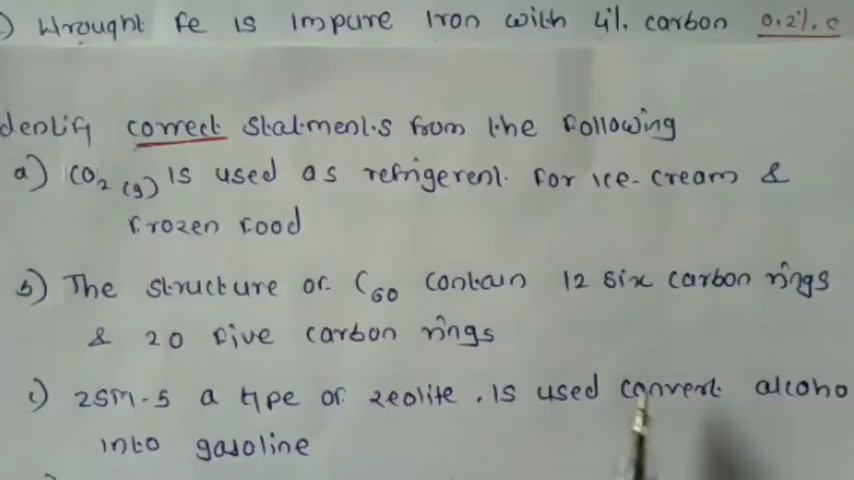 ) Wrought Fe is impure Iron with 4%. carbon 0.2%. c
dentify correct Statments from the following
a) CO2 (g) is used as refrigerent. For ice-cream &
Frozen Food
b) The structure of C60 contain 12 six carbon rings
& 20 Five carbon rings
c) ZSM-5 a type of zeolite. is used convert alcoho
into gasoline